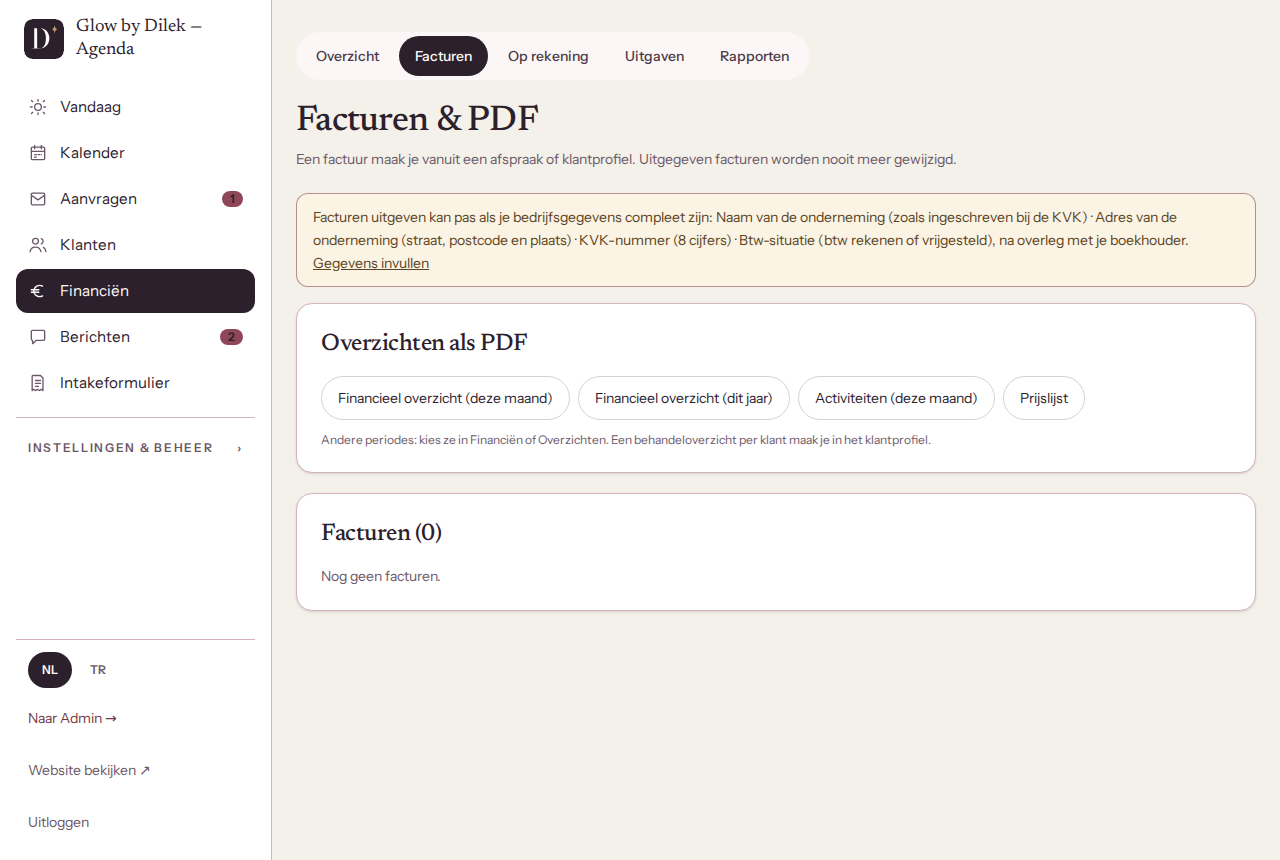 D
Glow by Dilek –
Agenda
Vandaag
Kalender
Aanvragen 1
Klanten
Financiën
Berichten 2
Intakeformulier
INSTELLINGEN & BEHEER ›
NL TR
Naar Admin →
Website bekijken ↗
Uitloggen
Overzicht Facturen Op rekening Uitgaven Rapporten
Facturen & PDF
Een factuur maak je vanuit een afspraak of klantprofiel. Uitgegeven facturen worden nooit meer gewijzigd.
Facturen uitgeven kan pas als je bedrijfsgegevens compleet zijn: Naam van de onderneming (zoals ingeschreven bij de KVK) · Adres van de
onderneming (straat, postcode en plaats) · KVK-nummer (8 cijfers) · Btw-situatie (btw rekenen of vrijgesteld), na overleg met je boekhouder.
Gegevens invullen
Overzichten als PDF
Financieel overzicht (deze maand) Financieel overzicht (dit jaar) Activiteiten (deze maand) Prijslijst
Andere periodes: kies ze in Financiën of Overzichten. Een behandeloverzicht per klant maak je in het klantprofiel.
Facturen (0)
Nog geen facturen.